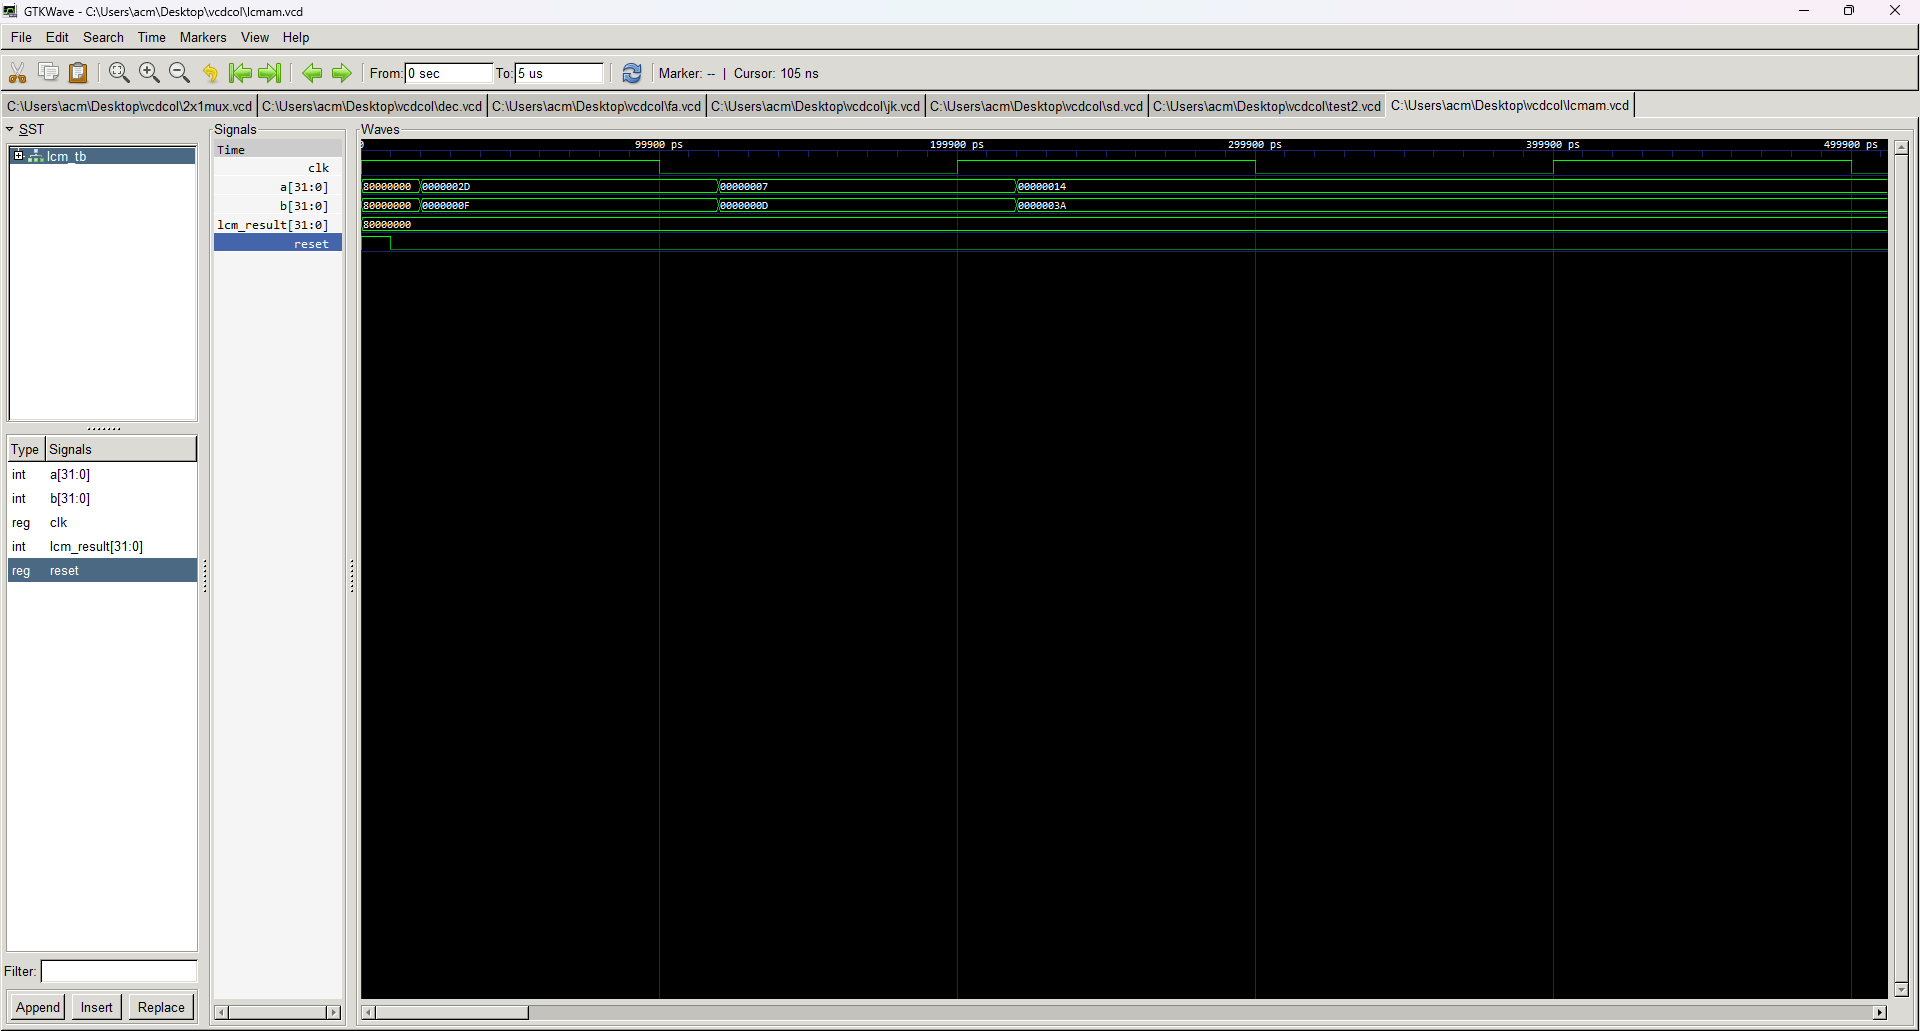 GTKWave - C:\Users\acm\Desktop\vcdcol\lcmam.vcd
File Edit Search Time Markers View Help
From: 0 sec To: 5 us Marker: -- | Cursor: 105 ns
C:\Users\acm\Desktop\vcdcol\2x1mux.vcd C:\Users\acm\Desktop\vcdcol\dec.vcd C:\Users\acm\Desktop\vcdcol\fa.vcd C:\Users\acm\Desktop\vcdcol\jk.vcd C:\Users\acm\Desktop\vcdcol\sd.vcd C:\Users\acm\Desktop\vcdcol\test2.vcd C:\Users\acm\Desktop\vcdcol\lcmam.vcd
SST
lcm_tb
Type Signals
int a[31:0]
int b[31:0]
reg clk
int lcm_result[31:0]
reg reset
Filter:
Append Insert Replace
Signals
Time
clk
a[31:0]
b[31:0]
lcm_result[31:0]
reset
Waves
99900 ps 199900 ps 299900 ps 399900 ps 499900 ps
80000000 0000002D 00000007 00000014
80000000 0000000F 0000000D 0000003A
80000000